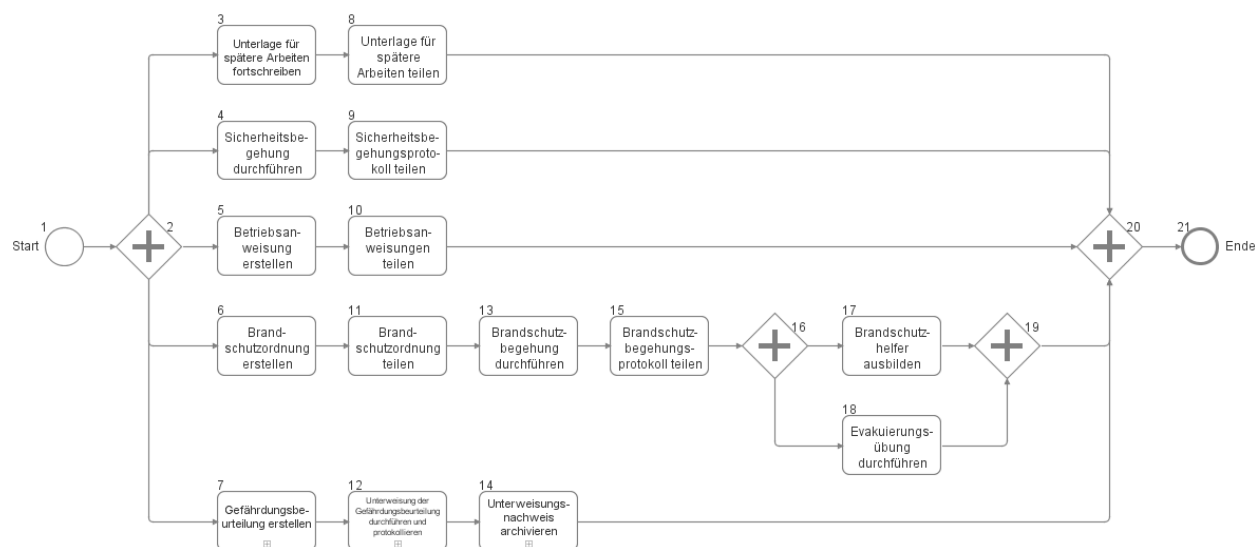 3
Unterlage für
spätere Arbeiten
fortschreiben
8
Unterlage für
spätere
Arbeiten teilen
4
Sicherheitsbe-
gehung
durchführen
9
Sicherheitsbe-
gehungsproto-
koll teilen
1
Start
2
5
Betriebsan-
weisung
erstellen
10
Betriebsan-
weisungen
teilen
20
21
Ende
6
Brand-
schutzordnung
erstellen
11
Brand-
schutzordnung
teilen
13
Brandschutz-
begehung
durchführen
15
Brandschutz-
begehungs-
protokoll teilen
16
17
Brandschutz-
helfer
ausbilden
19
18
Evakuierungs-
übung
durchführen
7
Gefährdungsbe-
urteilung erstellen
12
Unterweisung der
Gefährdungsbeurteilung
durchführen und
protokollieren
14
Unterweisungs-
nachweis
archivieren